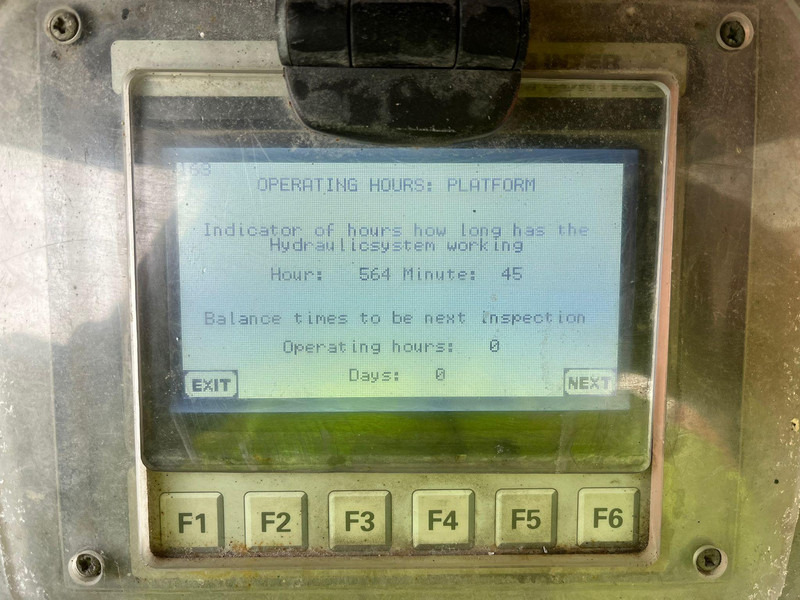 163
OPERATING HOURS: PLATFORM
Indicator of hours how long has the
Hydraulicsystem working
Hour: 564 Minute: 45
Balance times to be next inspection
Operating hours: 0
Days: 0
EXIT
NEXT
F1 F2 F3 F4 F5 F6